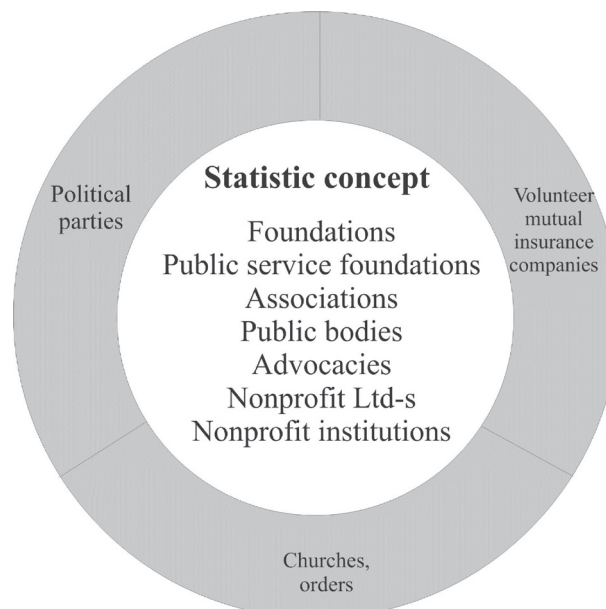 Statistic concept
Foundations
Public service foundations
Associations
Public bodies
Advocacies
Nonprofit Ltd-s
Nonprofit institutions
Political
parties
Volunteer
mutual
insurance
companies
Churches,
orders